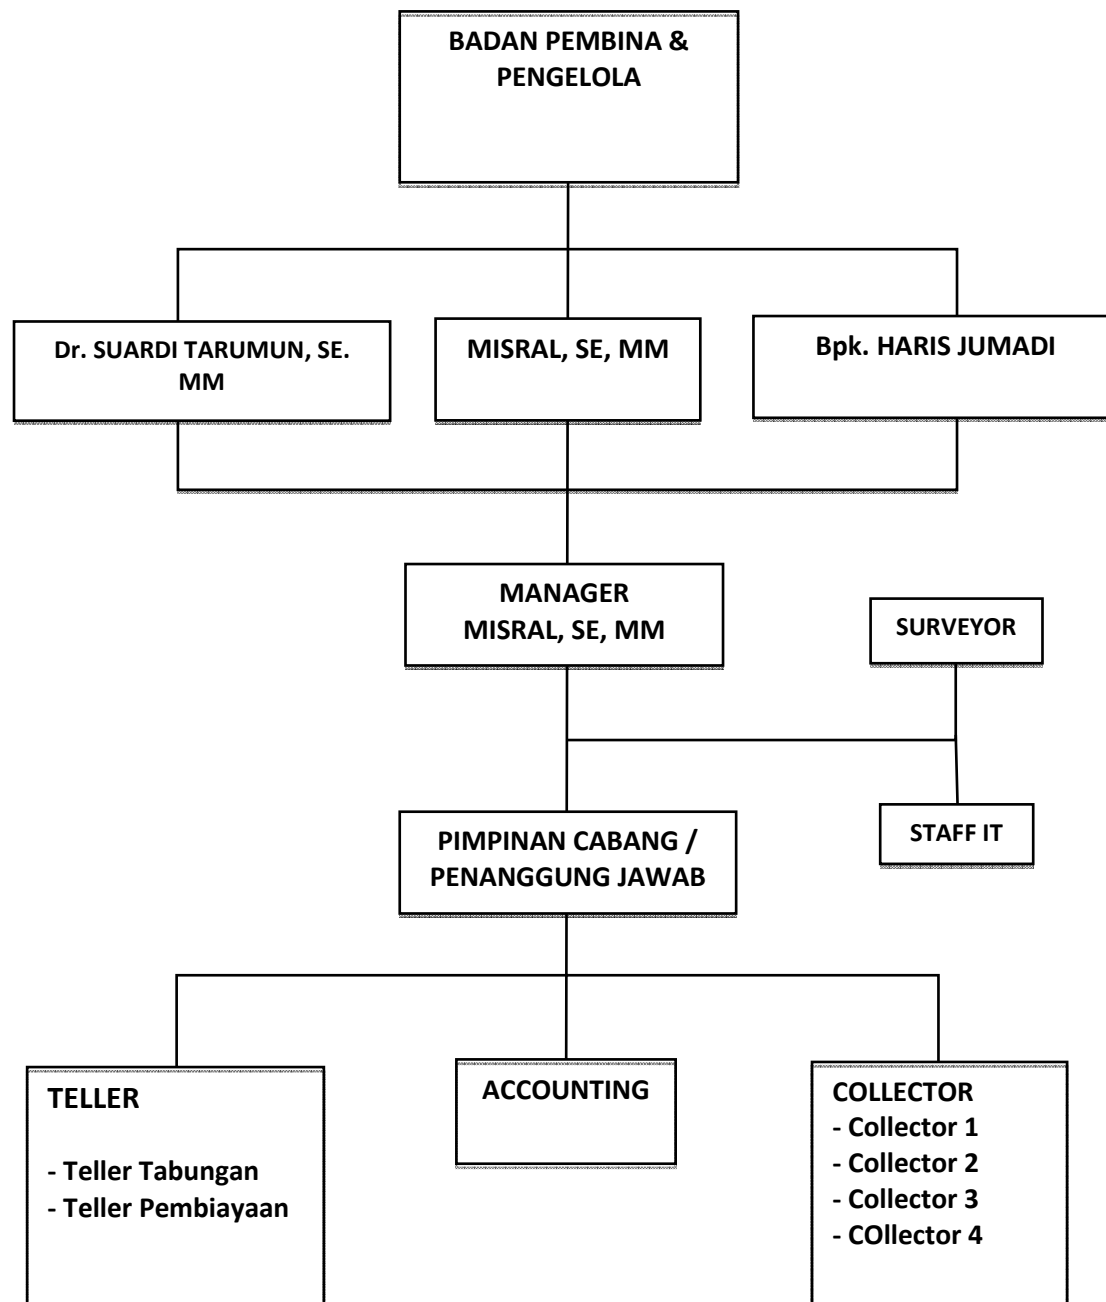 BADAN PEMBINA &
PENGELOLA
Dr. SUARDI TARUMUN, SE.
MM
MISRAL, SE, MM
Bpk. HARIS JUMADI
MANAGER
MISRAL, SE, MM
SURVEYOR
STAFF IT
PIMPINAN CABANG /
PENANGGUNG JAWAB
TELLER
- Teller Tabungan
- Teller Pembiayaan
ACCOUNTING
COLLECTOR
- Collector 1
- Collector 2
- Collector 3
- COllector 4